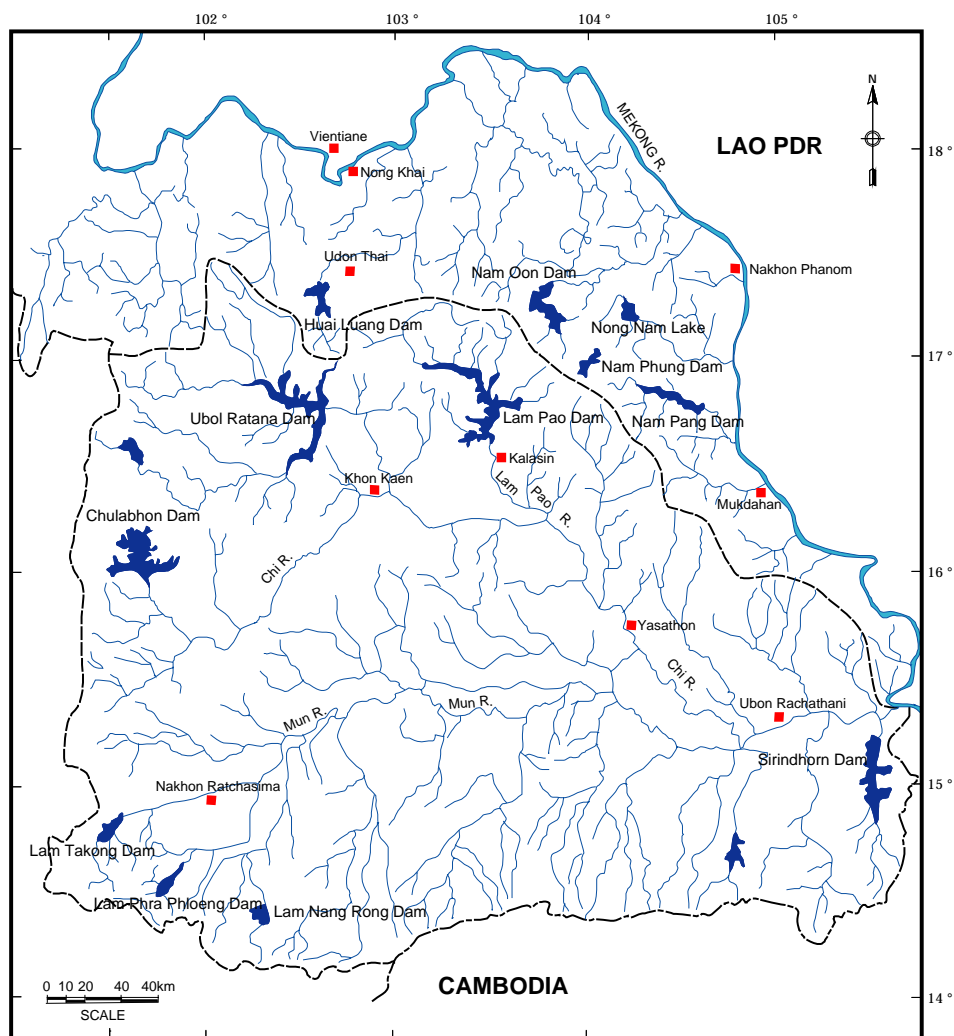 102 °
103 °
104 °
105 °
N
MEKONG R.
LAO PDR
Vientiane
18 °
Nong Khai
Udon Thai
Nam Oon Dam
Nakhon Phanom
Huai Luang Dam
Nong Nam Lake
17 °
Nam Phung Dam
Ubol Ratana Dam
Lam Pao Dam
Nam Pang Dam
Kalasin
Khon Kaen
Lam Pao R.
Mukdahan
Chulabhon Dam
Chi R.
16 °
Yasathon
Chi R.
Mun R.
Mun R.
Ubon Rachathani
Sirindhorn Dam
15 °
Nakhon Ratchasima
Lam Takong Dam
Lam Phra Phloeng Dam
Lam Nang Rong Dam
CAMBODIA
0 10 20 40 40km
SCALE
14 °